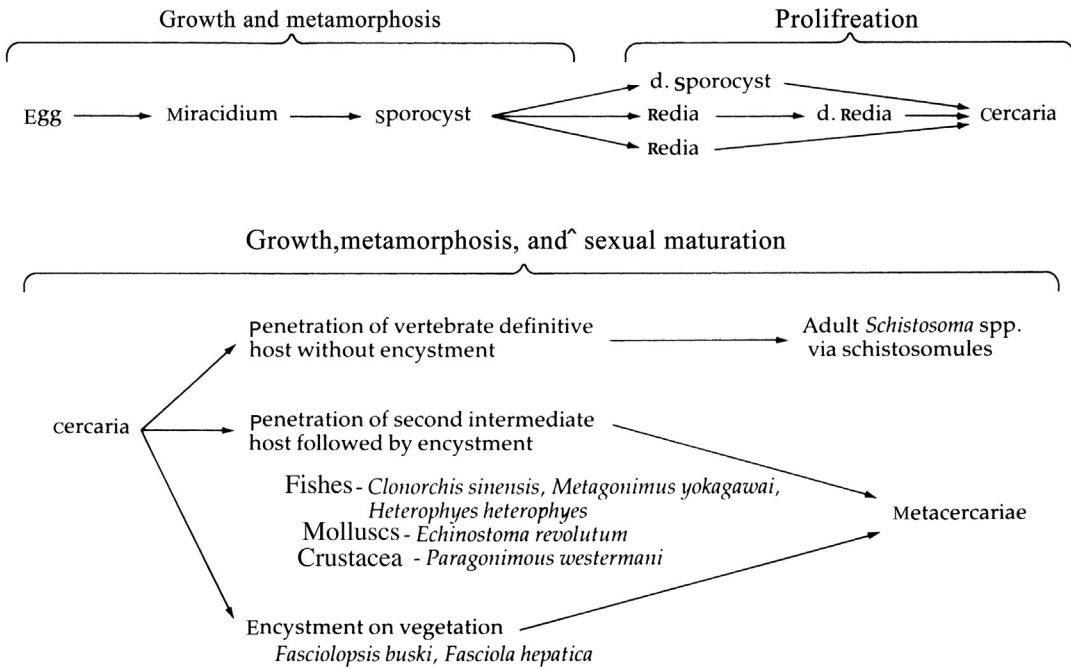 Growth and metamorphosis
Prolifreation
d. sporocyst
Egg Miracidium sporocyst Redia d. Redia Cercaria
Redia
Growth,metamorphosis, and^ sexual maturation
penetration of vertebrate definitive
host without encystment
Adult Schistosoma spp.
via schistosomules
cercaria
penetration of second intermediate
host followed by encystment
Fishes - Clonorchis sinensis, Metagonimus yokagawai,
Heterophyes heterophyes
Molluscs - Echinostoma revolutum
Crustacea - Paragonimous westermani
Metacercariae
Encystment on vegetation
Fasciolopsis buski, Fasciola hepatica